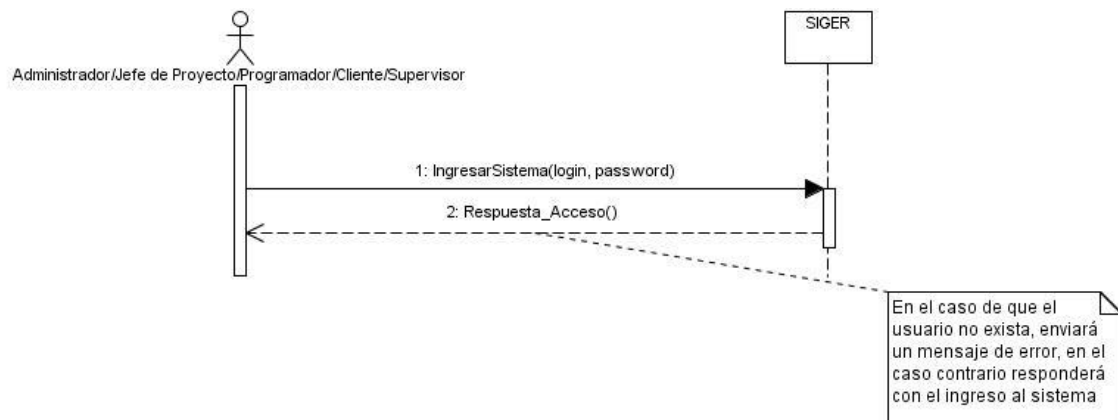 SIGER
Administrador/Jefe de Proyecto/Programador/Cliente/Supervisor
1: IngresarSistema(login, password)
2: Respuesta_Acceso()
En el caso de que el
usuario no exista, enviará
un mensaje de error, en el
caso contrario responderá
con el ingreso al sistema